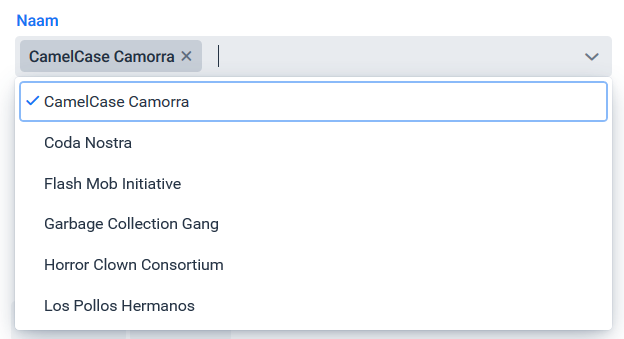 Naam
CamelCase Camorra
CamelCase Camorra
Coda Nostra
Flash Mob Initiative
Garbage Collection Gang
Horror Clown Consortium
Los Pollos Hermanos